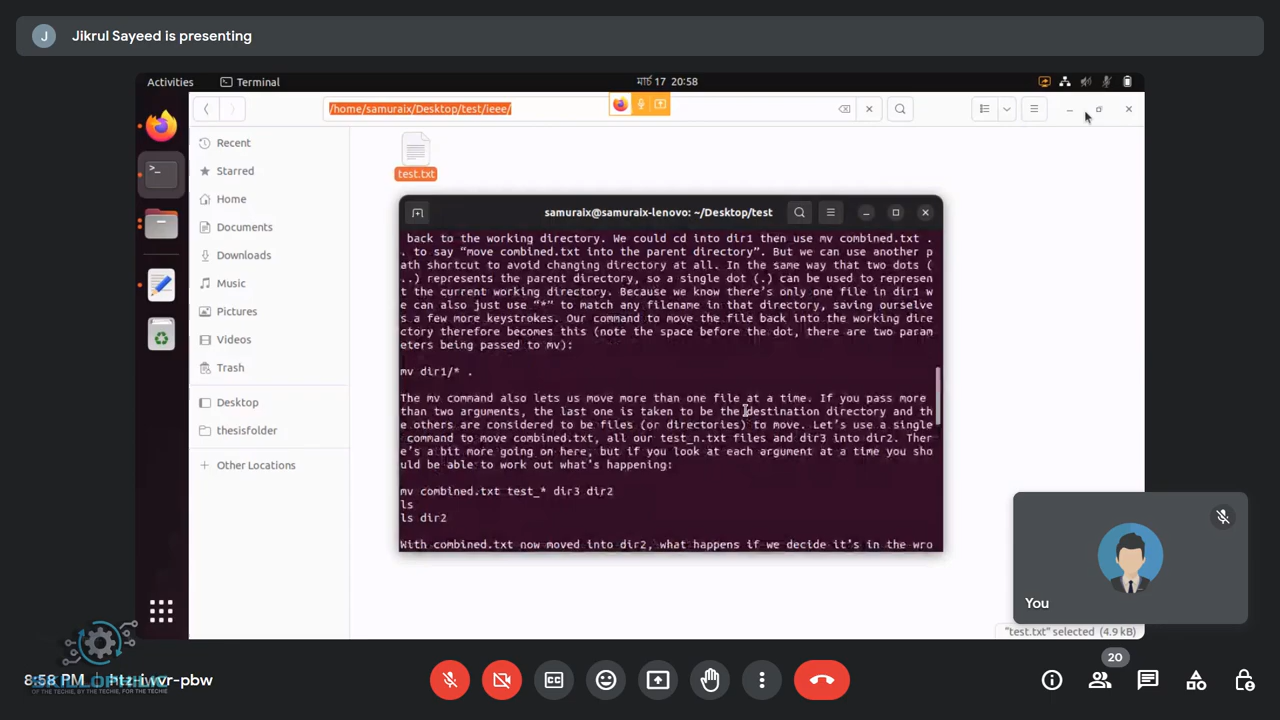 J Jikrul Sayeed is presenting
Activities Terminal মার্চ 17 20:58
/home/samuraix/Desktop/test/ieee/
Recent
Starred
Home
Documents
Downloads
Music
Pictures
Videos
Trash
Desktop
thesisfolder
+ Other Locations
test.txt
samuraix@samuraix-lenovo: ~/Desktop/test
back to the working directory. We could cd into dir1 then use mv combined.txt .
. to say “move combined.txt into the parent directory”. But we can use another p
ath shortcut to avoid changing directory at all. In the same way that two dots (
..) represents the parent directory, so a single dot (.) can be used to represen
t the current working directory. Because we know there’s only one file in dir1 w
e can also just use “*” to match any filename in that directory, saving ourselve
s a few more keystrokes. Our command to move the file back into the working dire
ctory therefore becomes this (note the space before the dot, there are two param
eters being passed to mv):
mv dir1/* .
The mv command also lets us move more than one file at a time. If you pass more
than two arguments, the last one is taken to be the destination directory and th
e others are considered to be files (or directories) to move. Let’s use a single
command to move combined.txt, all our test_n.txt files and dir3 into dir2. Ther
e’s a bit more going on here, but if you look at each argument at a time you sho
uld be able to work out what’s happening:
mv combined.txt test_* dir3 dir2
ls
ls dir2
With combined.txt now moved into dir2, what happens if we decide it’s in the wro
You
“test.txt” selected (4.9 kB)
20
8:58 PM
OF THE TECHIE, BY THE TECHIE, FOR THE TECHIE